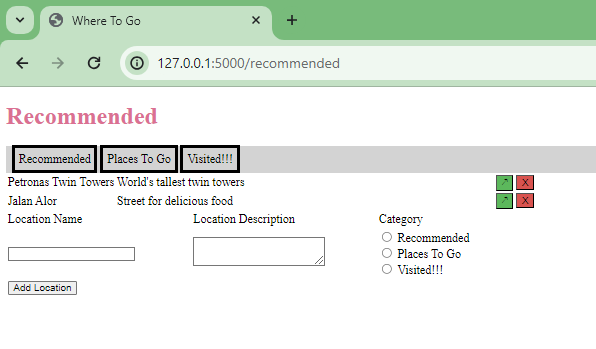 Where To Go
127.0.0.1:5000/recommended
Recommended
Recommended Places To Go Visited!!!
Petronas Twin Towers World's tallest twin towers ↗ X
Jalan Alor Street for delicious food ↗ X
Location Name Location Description Category
Recommended
Places To Go
Visited!!!
Add Location